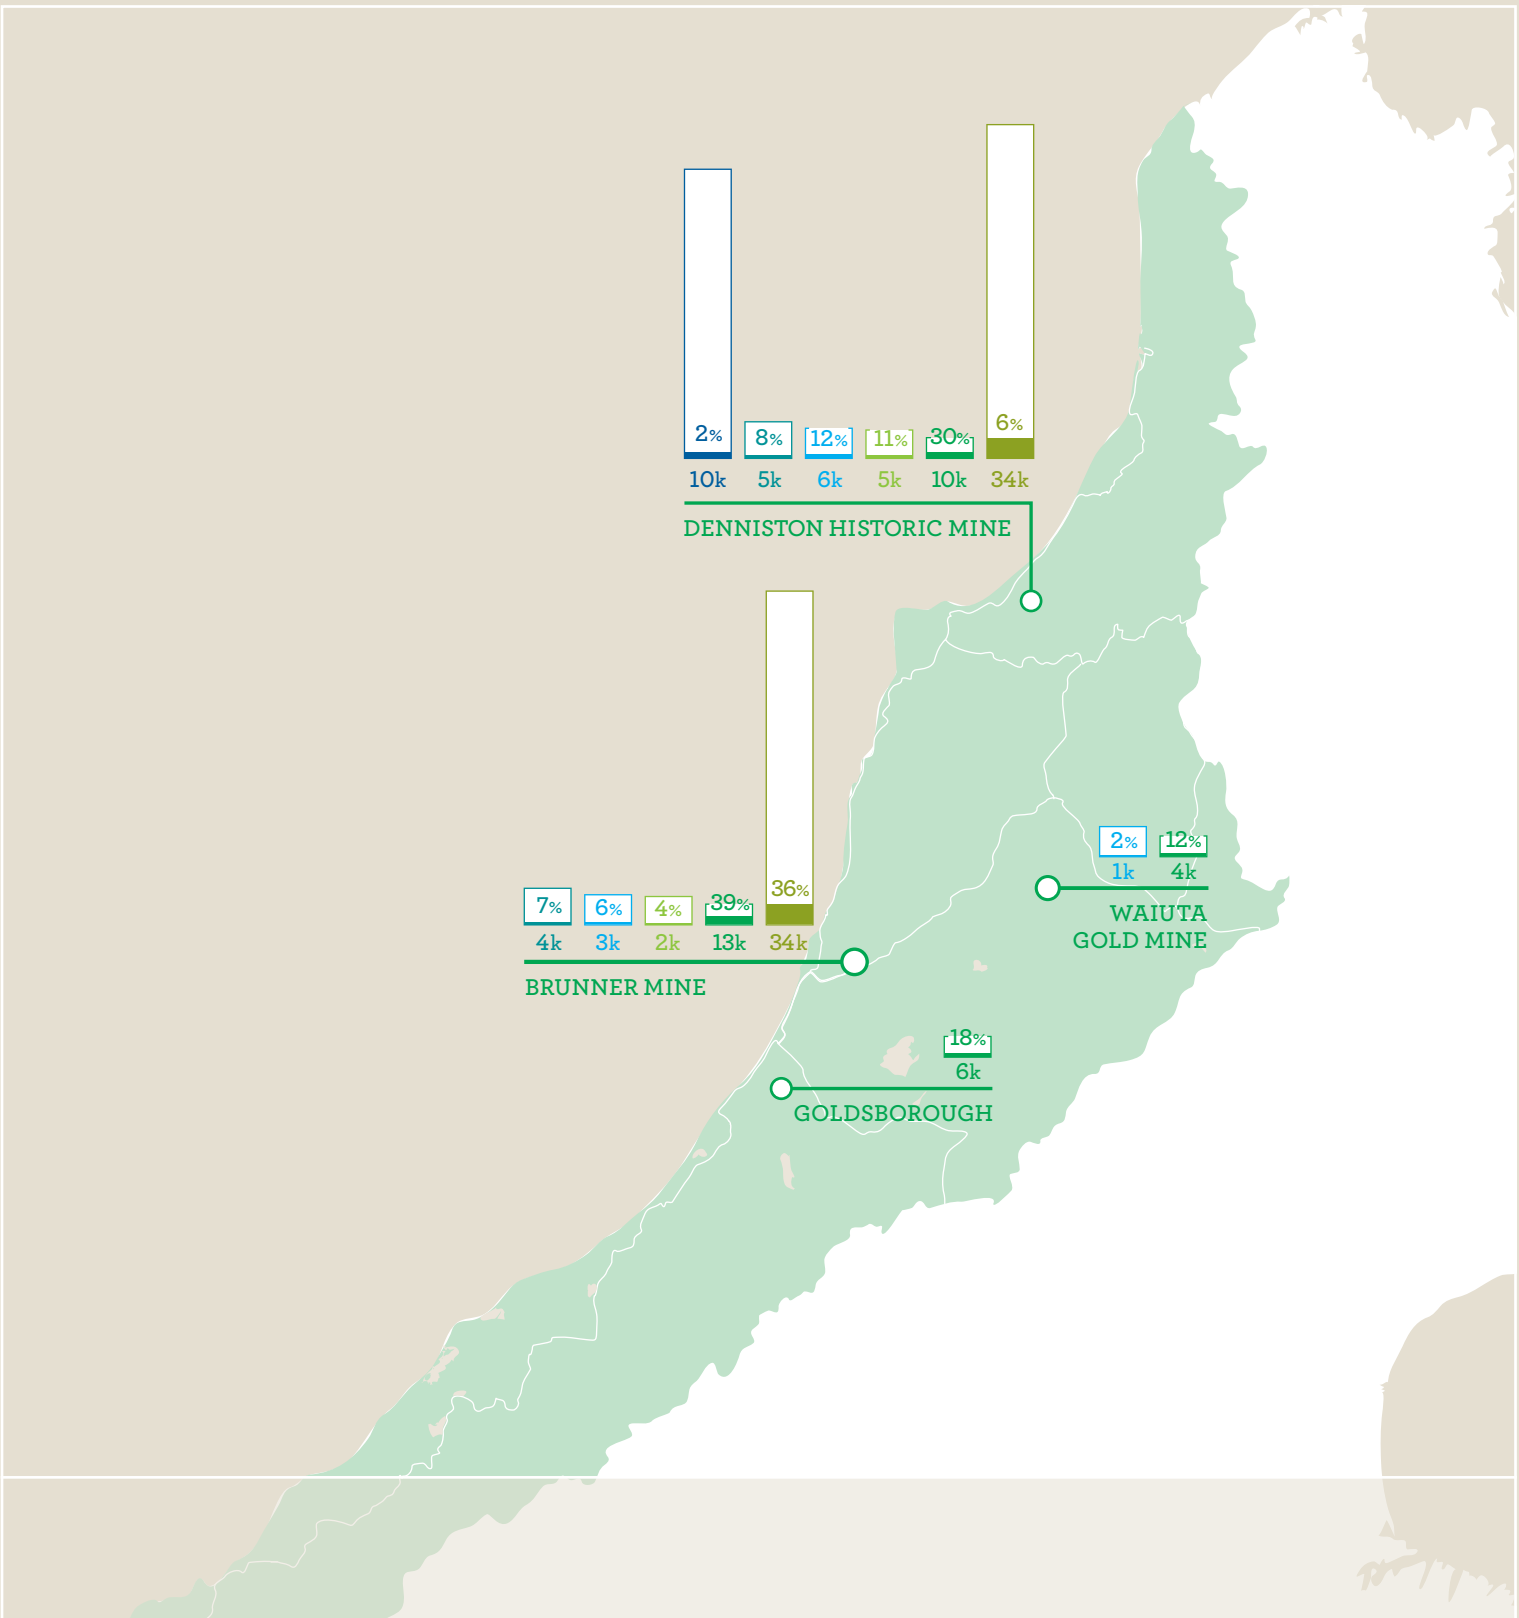 2% 8% 12% 11% 30% 6%
10k 5k 6k 5k 10k 34k
DENNISTON HISTORIC MINE
2% 12%
1k 4k
WAIUTA
GOLD MINE
7% 6% 4% 39% 36%
4k 3k 2k 13k 34k
BRUNNER MINE
18%
6k
GOLDSBOROUGH